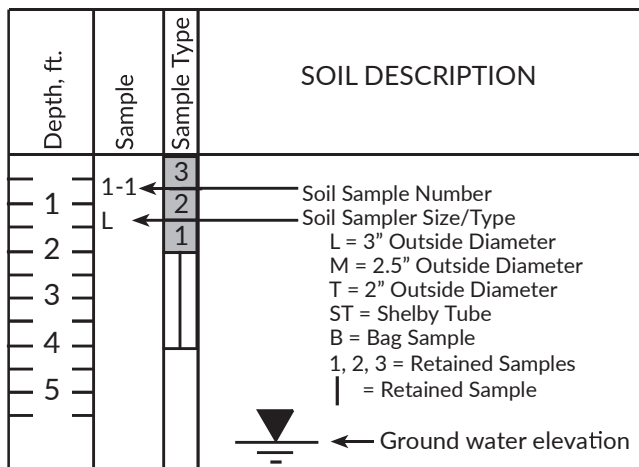 Depth, ft.
Sample
Sample Type
SOIL DESCRIPTION
3
1-1
Soil Sample Number
1
2
L
Soil Sampler Size/Type
1
L = 3” Outside Diameter
2
M = 2.5” Outside Diameter
T = 2” Outside Diameter
3
ST = Shelby Tube
B = Bag Sample
4
1, 2, 3 = Retained Samples
5
| = Retained Sample
Ground water elevation